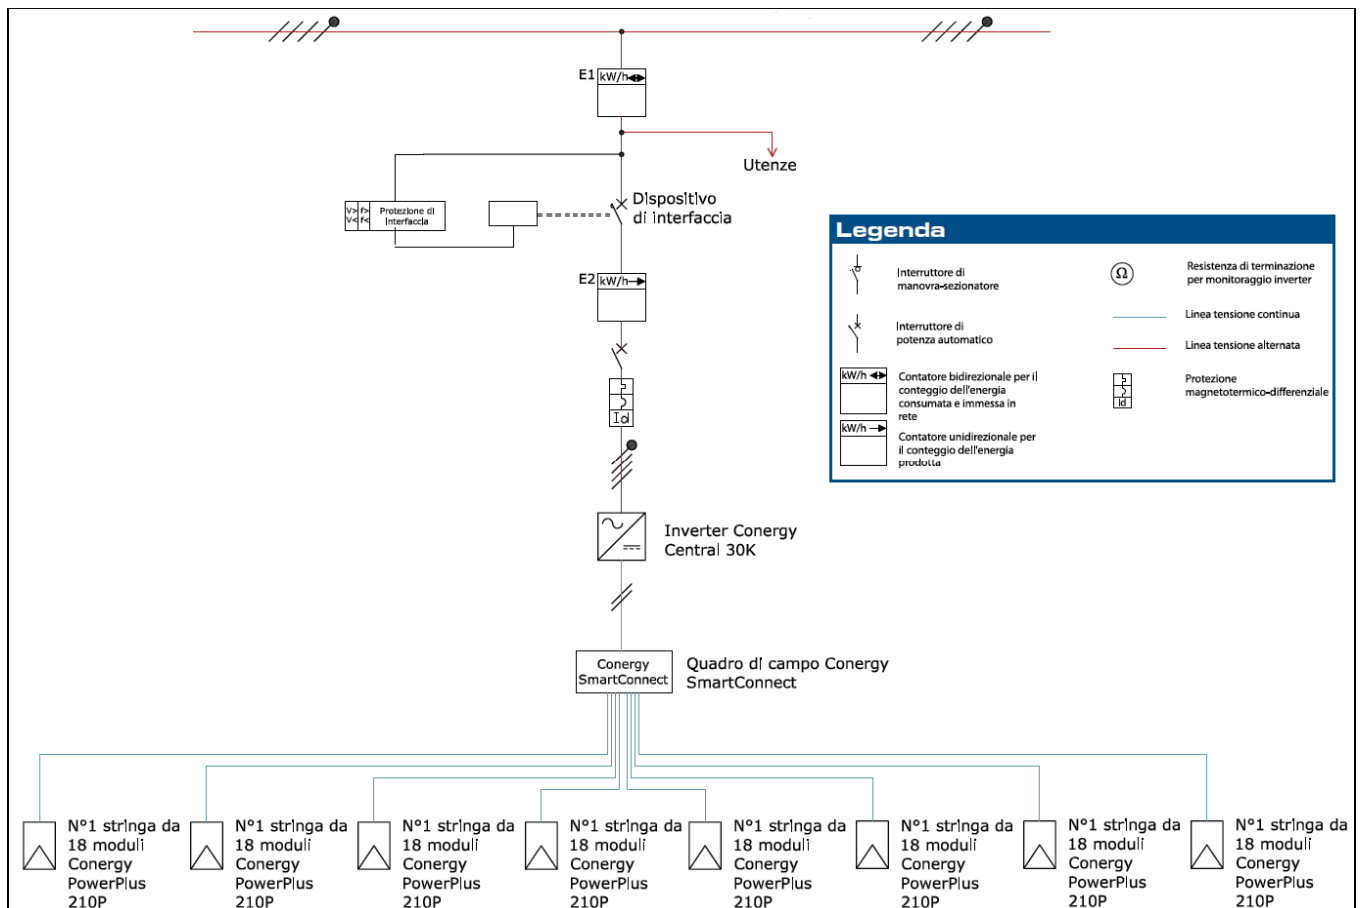 E1
kW/h
Utenze
V> f>
V< f<
Protezione di
Interfaccia
Dispositivo
di interfaccia
E2
kW/h
Id
Inverter Conergy
Central 30K
Conergy
SmartConnect
Quadro di campo Conergy
SmartConnect
N°1 stringa da
18 moduli
Conergy
PowerPlus
210P
N°1 stringa da
18 moduli
Conergy
PowerPlus
210P
N°1 stringa da
18 moduli
Conergy
PowerPlus
210P
N°1 stringa da
18 moduli
Conergy
PowerPlus
210P
N°1 stringa da
18 moduli
Conergy
PowerPlus
210P
N°1 stringa da
18 moduli
Conergy
PowerPlus
210P
N°1 stringa da
18 moduli
Conergy
PowerPlus
210P
N°1 stringa da
18 moduli
Conergy
PowerPlus
210P
Legenda
Interruttore di
manovra-sezionatore
Interruttore di
potenza automatico
kW/h
Contatore bidirezionale per il
conteggio dell'energia
consumata e immessa in
rete
kW/h
Contatore unidirezionale per
il conteggio dell'energia
prodotta
Ω
Resistenza di terminazione
per monitoraggio inverter
Linea tensione continua
Linea tensione alternata
Id
Protezione
magnetotermico-differenziale